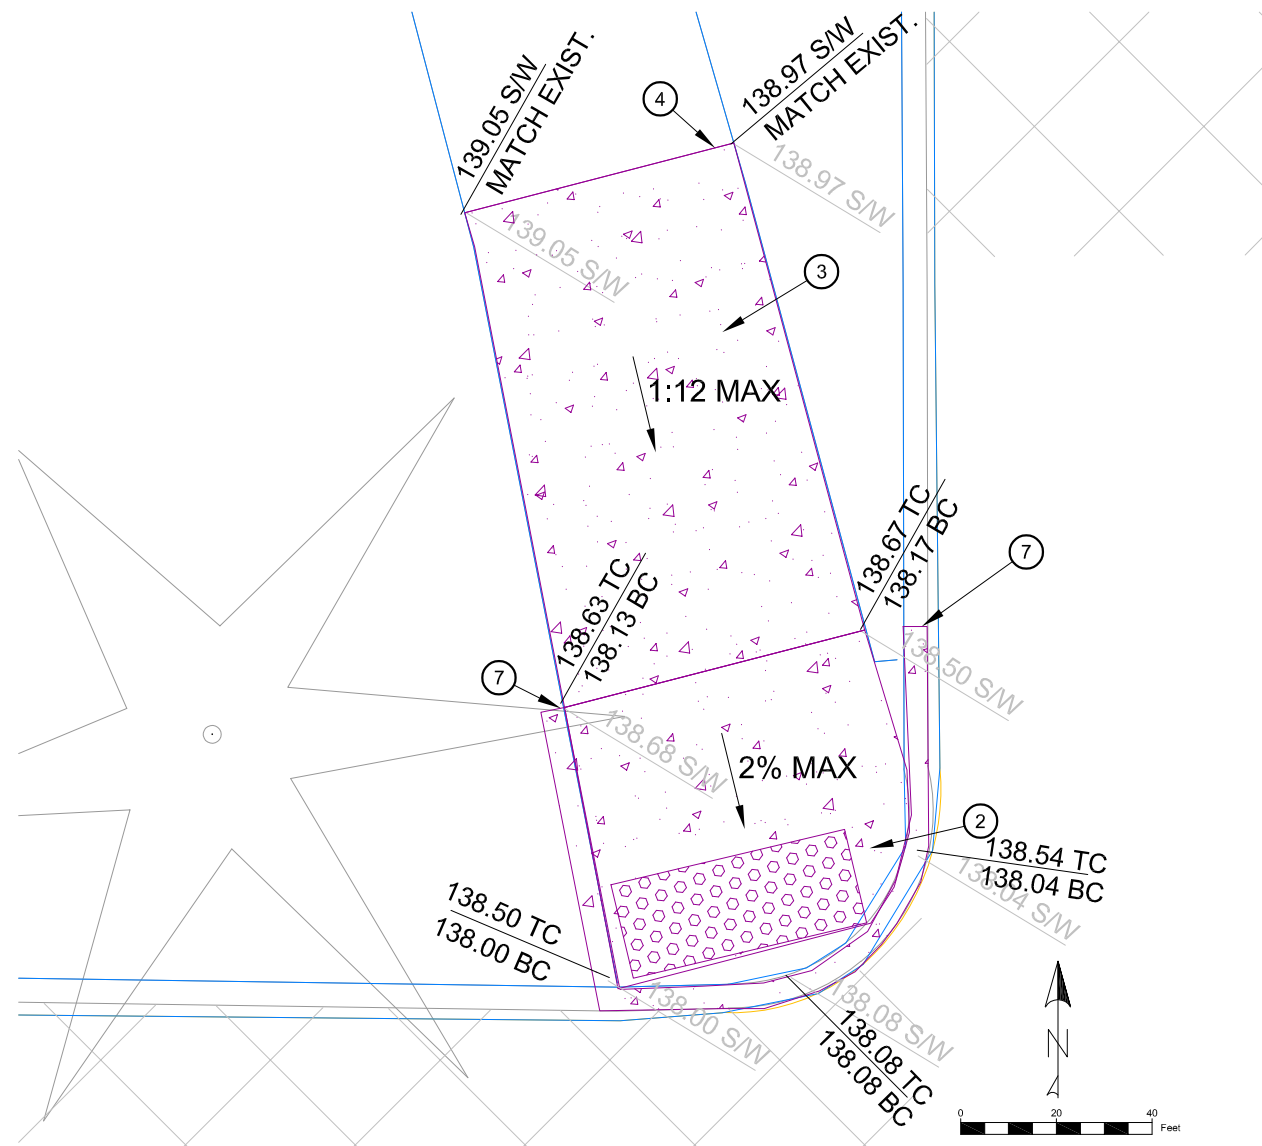 139.05 S/W
MATCH EXIST.
138.97 S/W
MATCH EXIST.
4
138.97 S/W
139.05 S/W
3
1:12 MAX
138.67 TC
138.17 BC
7
138.63 TC
138.13 BC
138.50 S/W
7
138.68 S/W
2% MAX
2
138.54 TC
138.04 BC
138.04 S/W
138.50 TC
138.00 BC
138.00 S/W
138.08 S/W
138.08 TC
138.08 BC
N
0 20 40
Feet